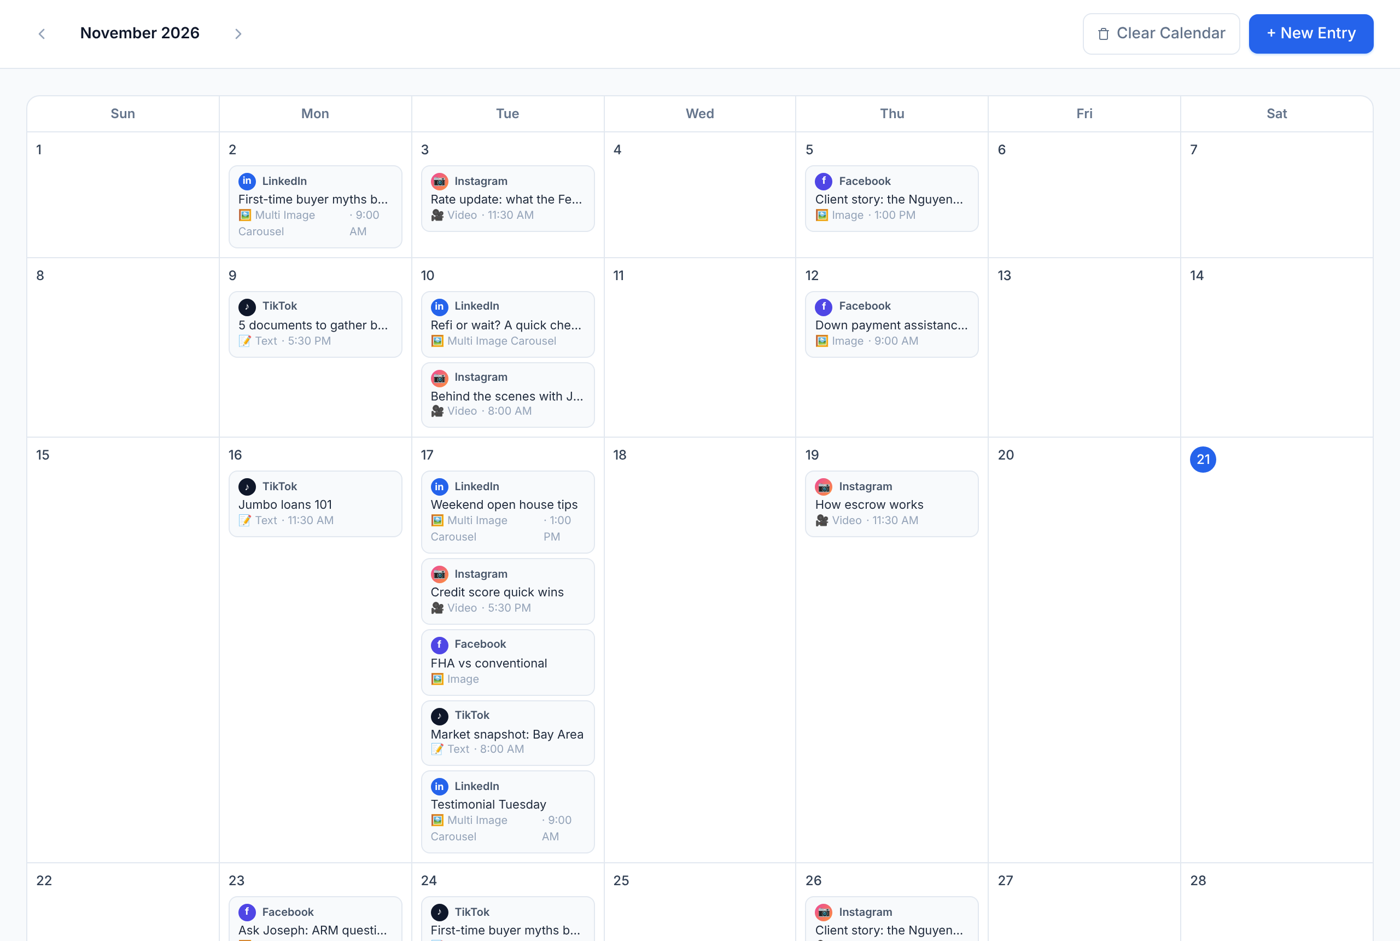 November 2026
Clear Calendar
+ New Entry
Sun Mon Tue Wed Thu Fri Sat
1
2
LinkedIn
First-time buyer myths b...
Multi Image Carousel · 9:00 AM
3
Instagram
Rate update: what the Fe...
Video · 11:30 AM
4
5
Facebook
Client story: the Nguyen...
Image · 1:00 PM
6
7
8
9
TikTok
5 documents to gather b...
Text · 5:30 PM
10
LinkedIn
Refi or wait? A quick che...
Multi Image Carousel
Instagram
Behind the scenes with J...
Video · 8:00 AM
11
12
Facebook
Down payment assistanc...
Image · 9:00 AM
13
14
15
16
TikTok
Jumbo loans 101
Text · 11:30 AM
17
LinkedIn
Weekend open house tips
Multi Image Carousel · 1:00 PM
Instagram
Credit score quick wins
Video · 5:30 PM
Facebook
FHA vs conventional
Image
TikTok
Market snapshot: Bay Area
Text · 8:00 AM
LinkedIn
Testimonial Tuesday
Multi Image Carousel · 9:00 AM
18
19
Instagram
How escrow works
Video · 11:30 AM
20
21
22
23
Facebook
Ask Joseph: ARM questi...
24
TikTok
First-time buyer myths b...
25
26
Instagram
Client story: the Nguyen...
27
28